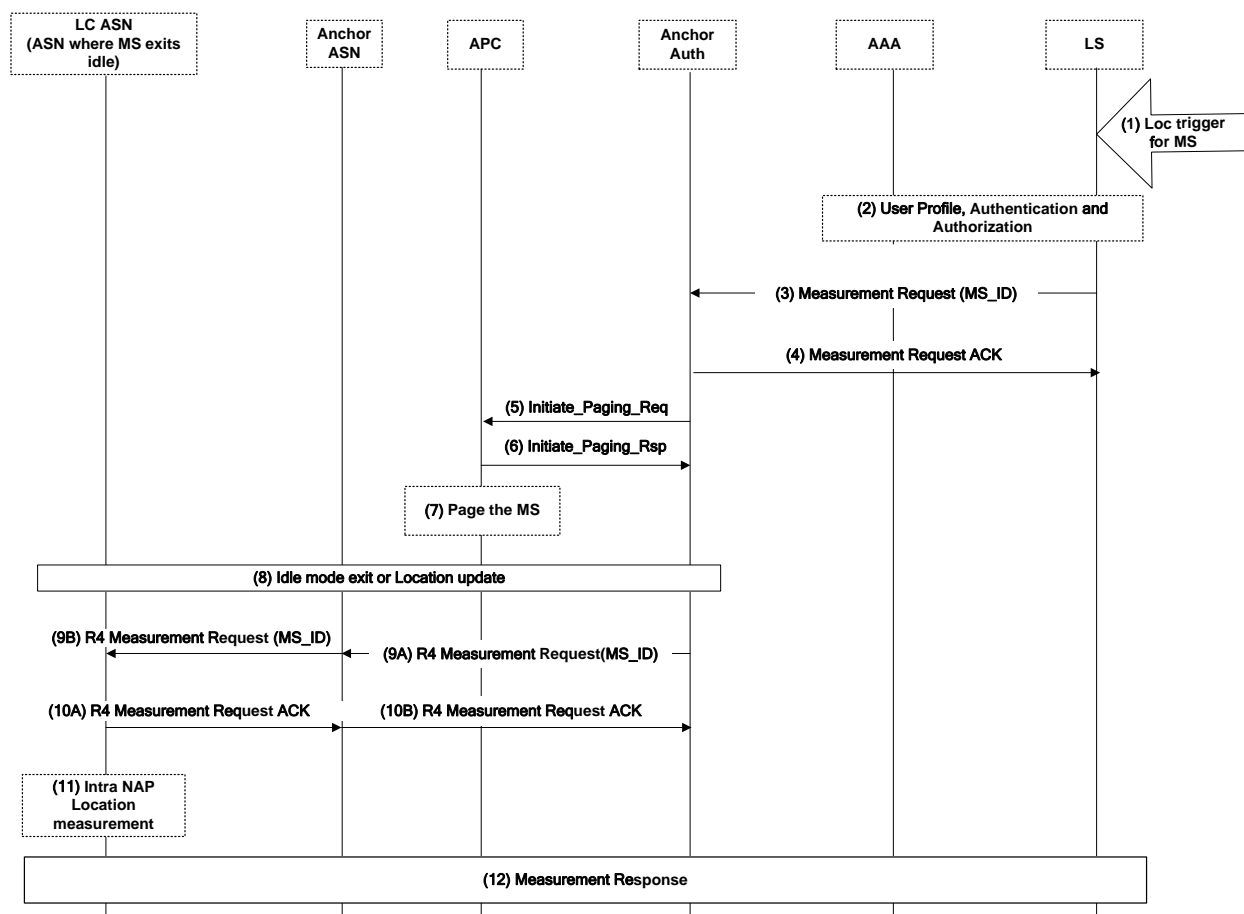 LC ASN
(ASN where MS exits
idle)
Anchor
ASN
APC
Anchor
Auth
AAA
LS
(1) Loc trigger
for MS
(2) User Profile, Authentication and
Authorization
(3) Measurement Request (MS_ID)
(4) Measurement Request ACK
(5) Initiate_Paging_Req
(6) Initiate_Paging_Rsp
(7) Page the MS
(8) Idle mode exit or Location update
(9B) R4 Measurement Request (MS_ID)
(9A) R4 Measurement Request(MS_ID)
(10A) R4 Measurement Request ACK
(10B) R4 Measurement Request ACK
(11) Intra NAP
Location
measurement
(12) Measurement Response